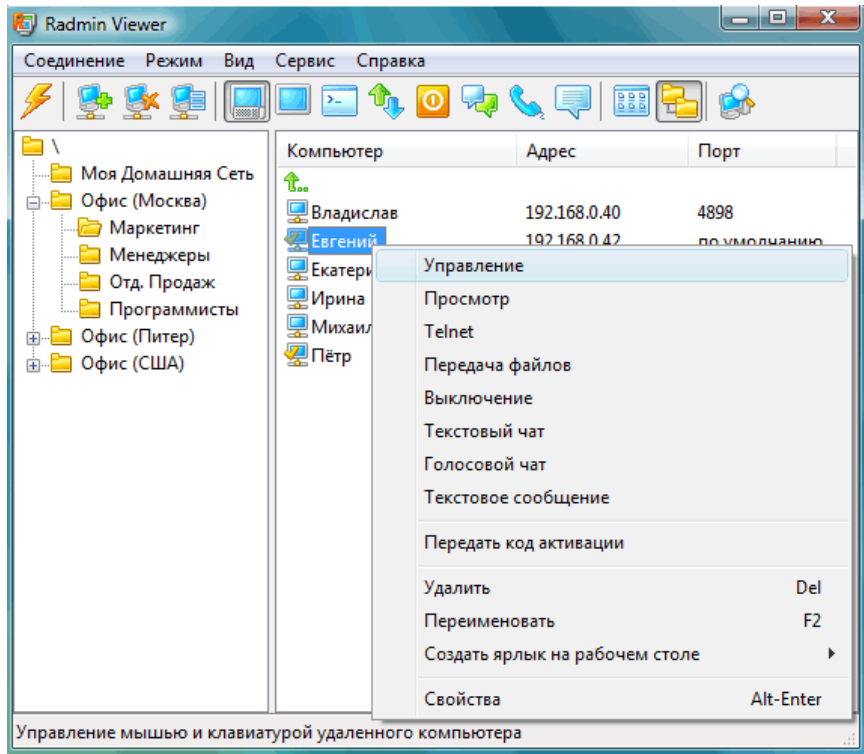 Radmin Viewer
Соединение Режим Вид Сервис Справка
\
Моя Домашняя Сеть
Офис (Москва)
Маркетинг
Менеджеры
Отд. Продаж
Программисты
Офис (Питер)
Офис (США)
Компьютер Адрес Порт
Владислав 192.168.0.40 4898
Евгений 192.168.0.42 по умолчанию
Екатери
Ирина
Михаил
Пётр
Управление
Просмотр
Telnet
Передача файлов
Выключение
Текстовый чат
Голосовой чат
Текстовое сообщение
Передать код активации
Удалить Del
Переименовать F2
Создать ярлык на рабочем столе
Свойства Alt-Enter
Управление мышью и клавиатурой удаленного компьютера